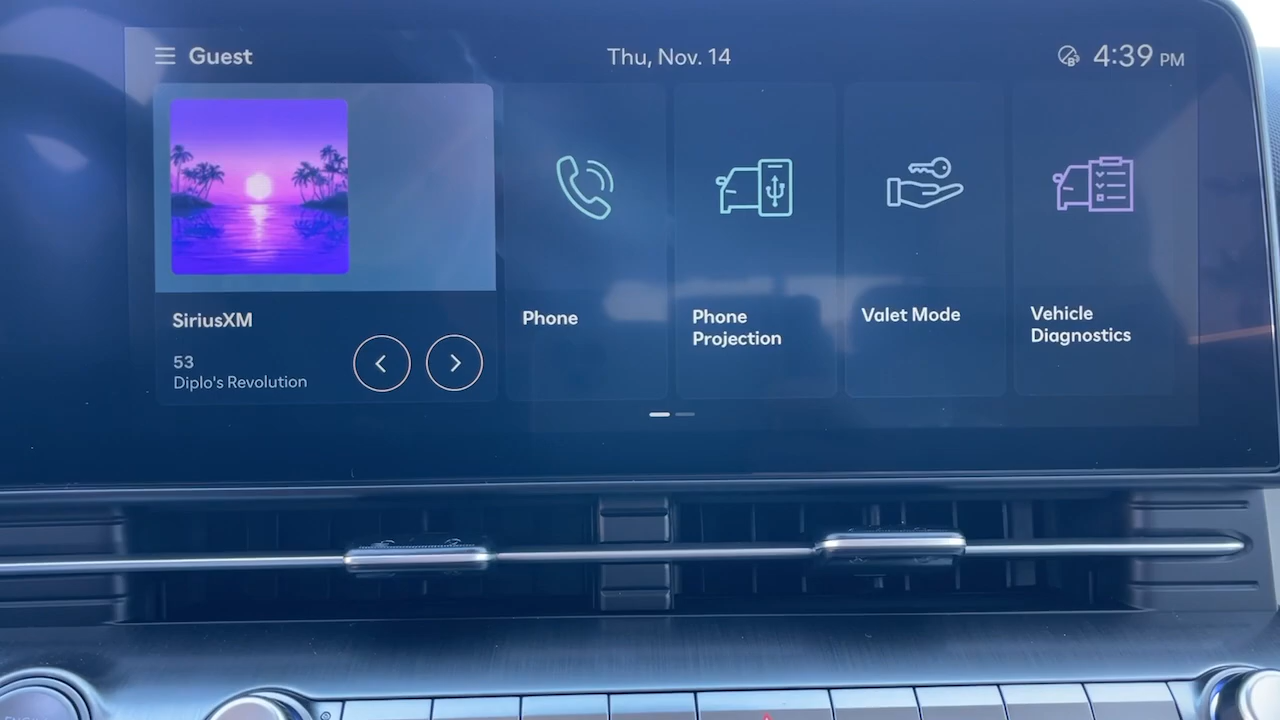 Guest
Thu, Nov. 14
4:39 PM
SiriusXM
53
Diplo's Revolution
Phone
Phone
Projection
Valet Mode
Vehicle
Diagnostics